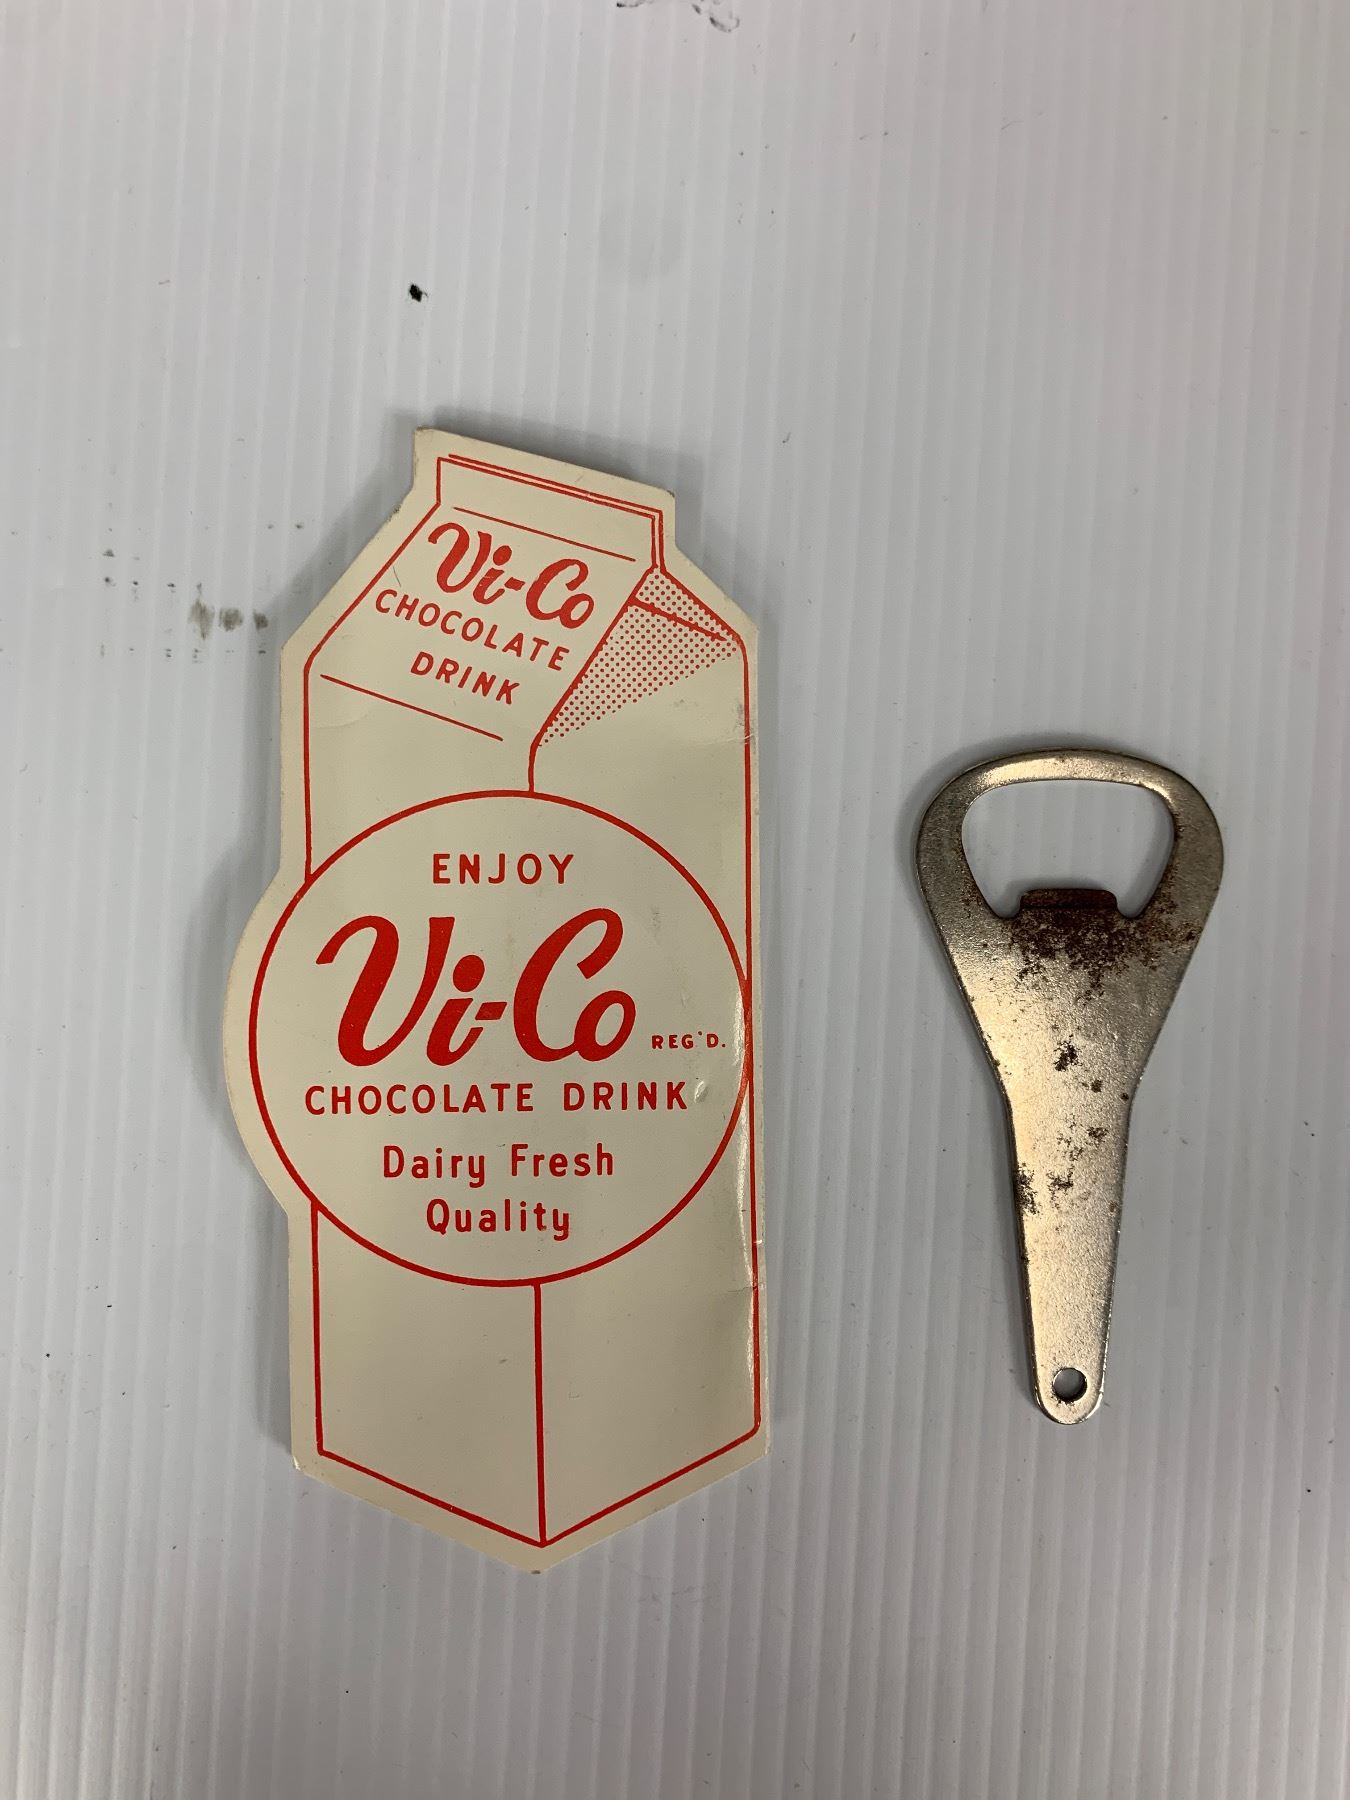 Vi-Co
CHOCOLATE
DRINK
ENJOY
Vi-Co REG'D.
CHOCOLATE DRINK
Dairy Fresh
Quality